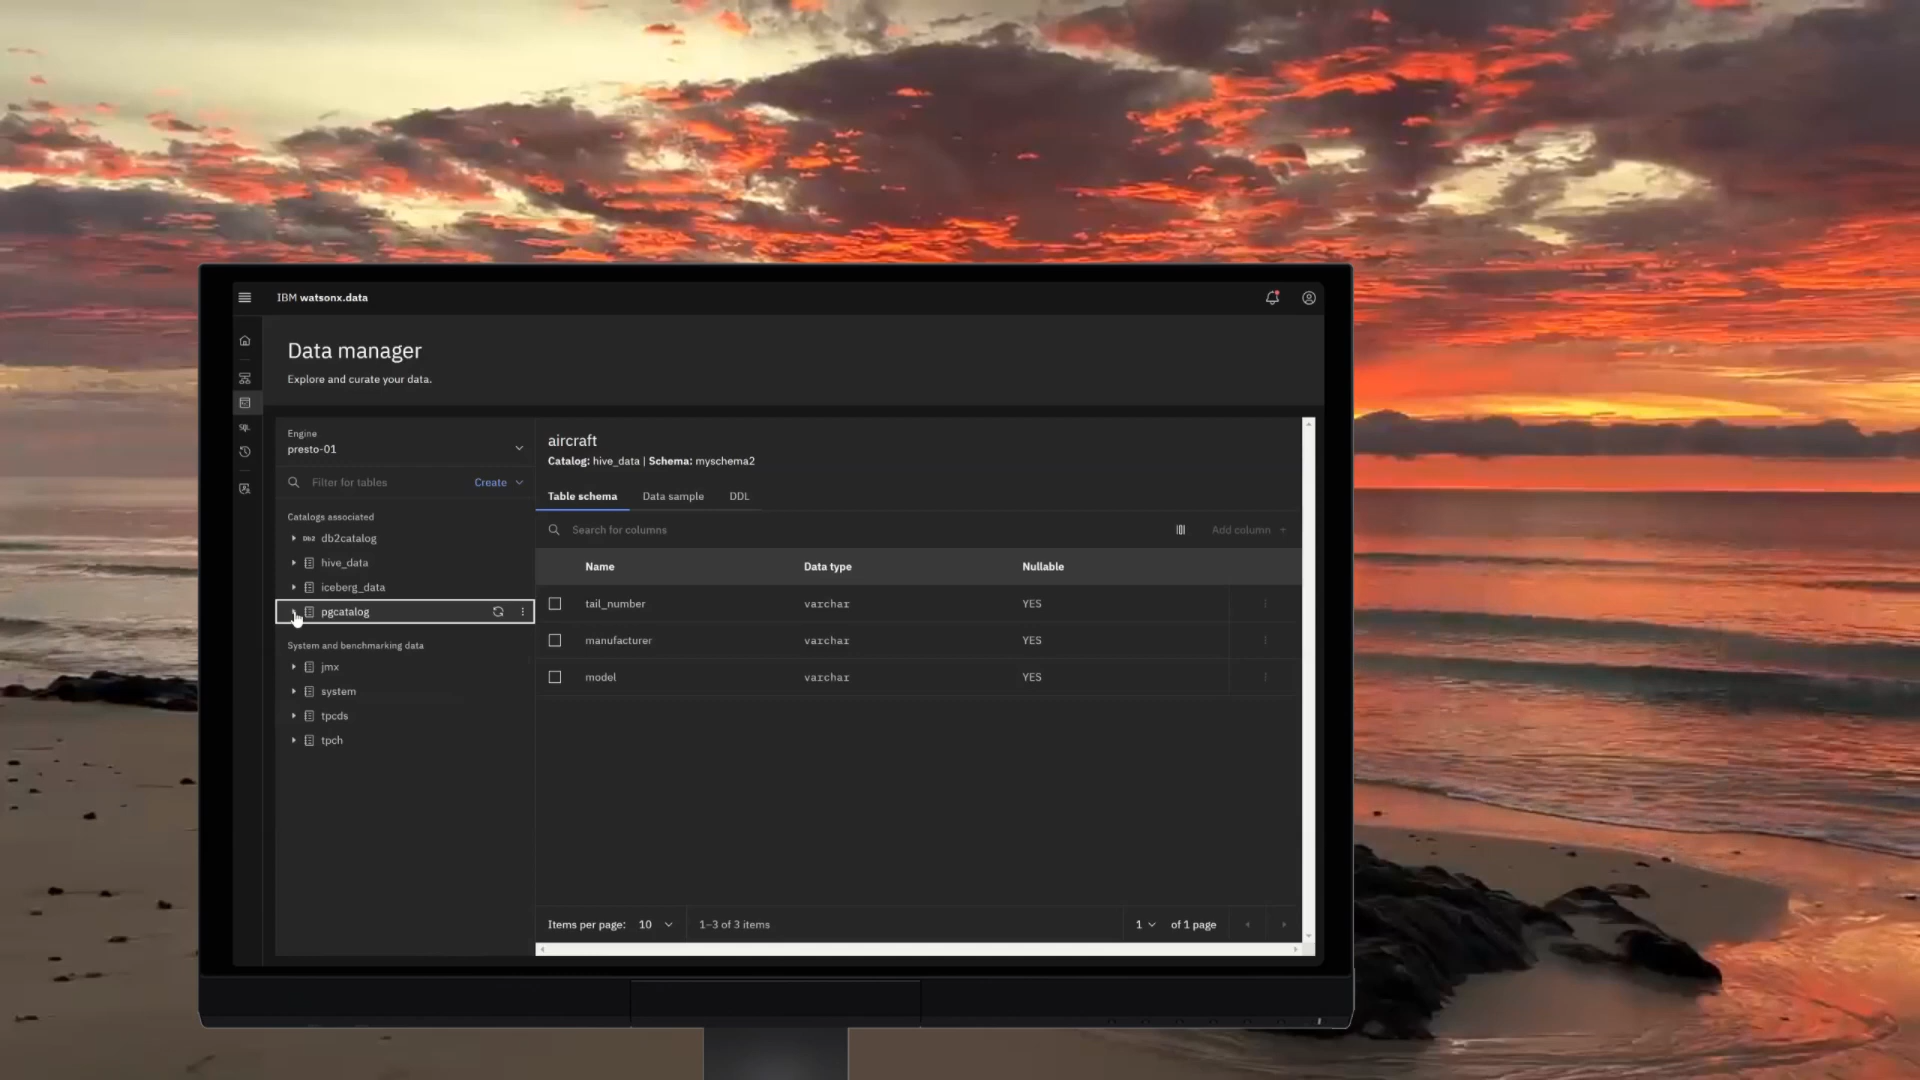 IBM watsonx.data
Data manager
Explore and curate your data.
Engine
presto-01
Filter for tables
Create
Catalogs associated
Db2 db2catalog
hive_data
iceberg_data
pgcatalog
System and benchmarking data
jmx
system
tpcds
tpch
aircraft
Catalog: hive_data | Schema: myschema2
Table schema Data sample DDL
Search for columns
Add column +
Name Data type Nullable
tail_number varchar YES
manufacturer varchar YES
model varchar YES
Items per page: 10 1–3 of 3 items 1 of 1 page
SQL